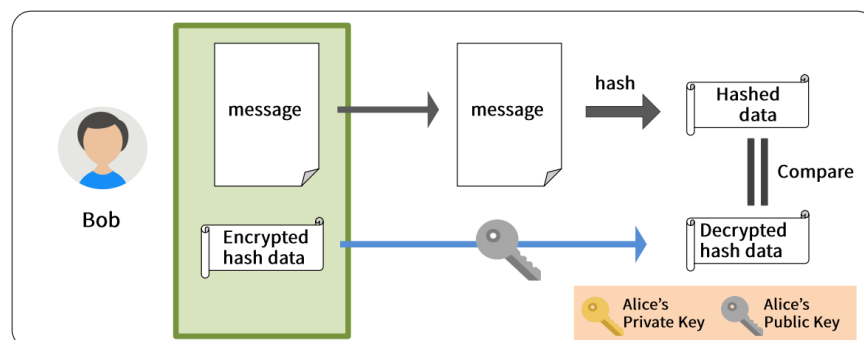 message
message
hash
Hashed
data
Compare
Bob
Encrypted
hash data
Decrypted
hash data
Alice's
Private Key
Alice's
Public Key